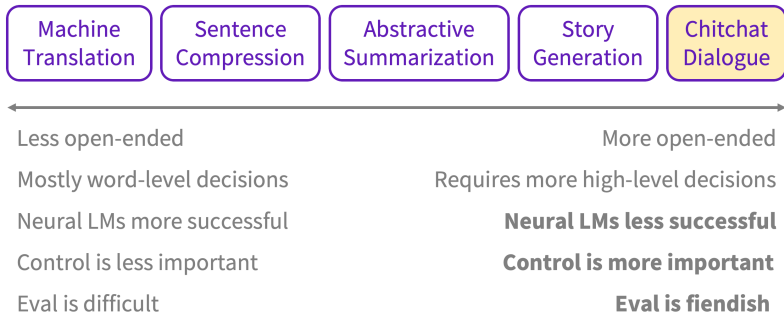 Machine Translation
Sentence Compression
Abstractive Summarization
Story Generation
Chitchat Dialogue
Less open-ended
More open-ended
Mostly word-level decisions
Requires more high-level decisions
Neural LMs more successful
Neural LMs less successful
Control is less important
Control is more important
Eval is difficult
Eval is fiendish